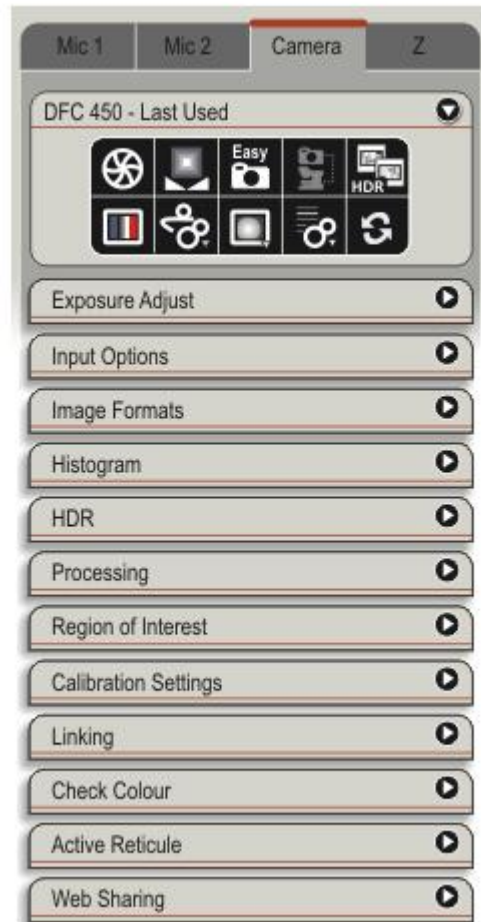 Mic 1 Mic 2 Camera Z
DFC 450 - Last Used
Easy
HDR
Exposure Adjust
Input Options
Image Formats
Histogram
HDR
Processing
Region of Interest
Calibration Settings
Linking
Check Colour
Active Reticule
Web Sharing